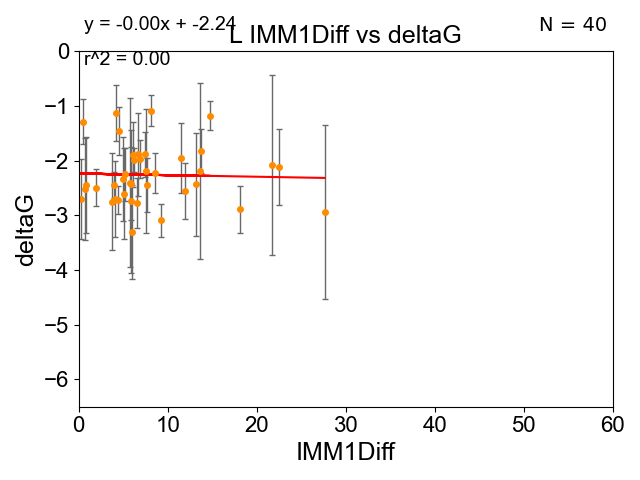 y = -0.00x + -2.24
L IMM1Diff vs deltaG
N = 40
r^2 = 0.00
0
−1
−2
−3
−4
−5
−6
deltaG
0 10 20 30 40 50 60
IMM1Diff